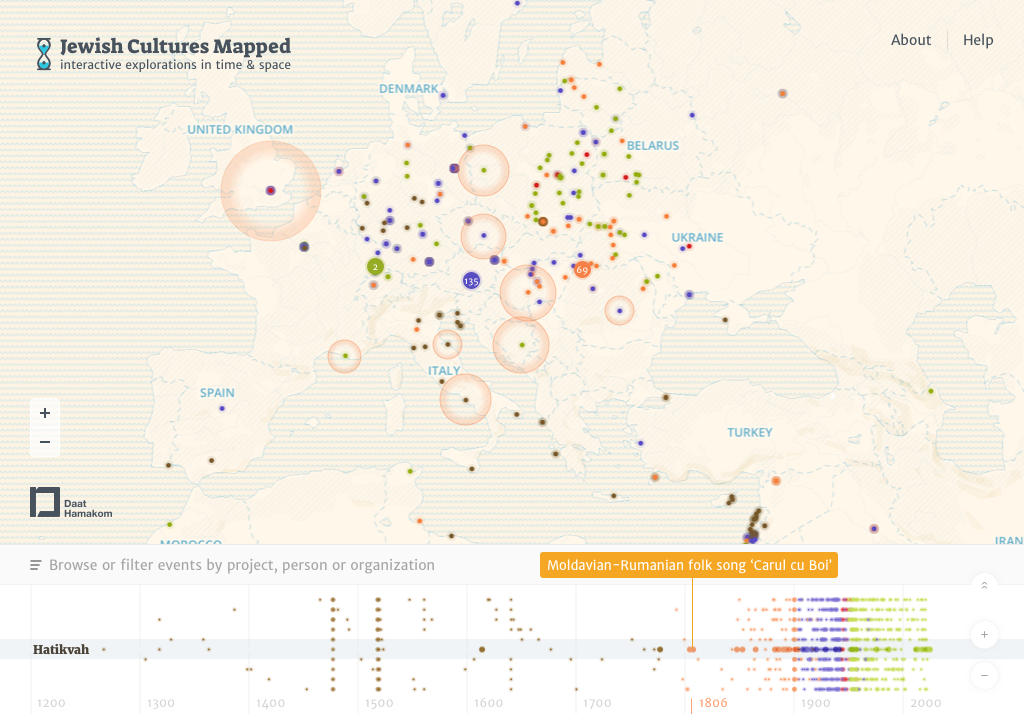 Jewish Cultures Mapped
interactive explorations in time & space
About
Help
DENMARK
UNITED KINGDOM
BELARUS
UKRAINE
2
135
69
ITALY
SPAIN
TURKEY
+
−
Daat
Hamakom
MOROCCO
IRAN
Browse or filter events by project, person or organization
Moldavian-Rumanian folk song ‘Carul cu Boi’
Hatikvah
+
−
1200
1300
1400
1500
1600
1700
1806
1900
2000